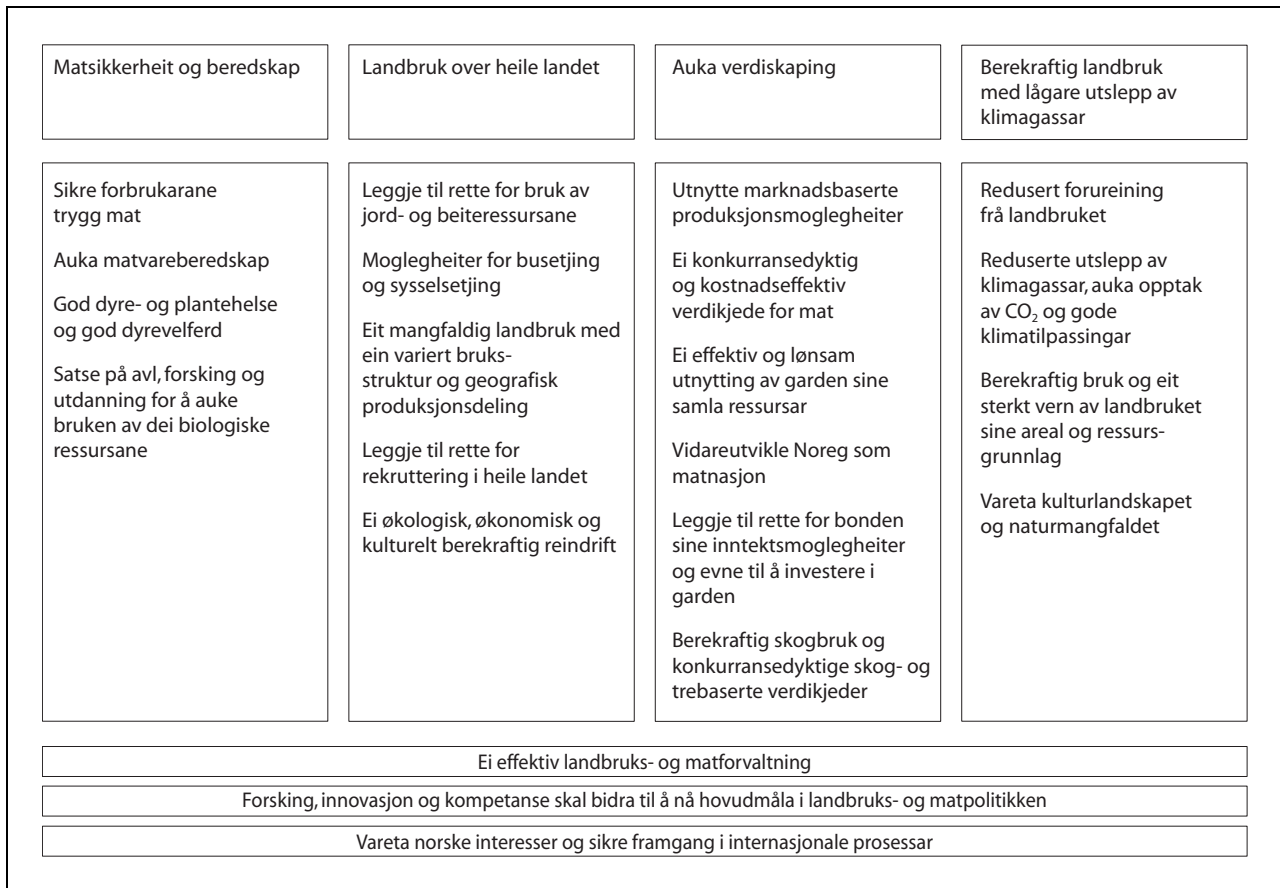 Matsikkerheit og beredskap
Landbruk over heile landet
Auka verdiskaping
Berekraftig landbruk
med lågare utslepp av
klimagassar
Sikre forbrukarane
trygg mat
Auka matvareberedskap
God dyre- og plantehelse
og god dyrevelferd
Satse på avl, forsking og
utdanning for å auke
bruken av dei biologiske
ressursane
Leggje til rette for bruk av
jord- og beiteressursane
Moglegheiter for busetjing
og sysselsetjing
Eit mangfaldig landbruk med
ein variert bruks-
struktur og geografisk
produksjonsdeling
Leggje til rette for
rekruttering i heile landet
Ei økologisk, økonomisk og
kulturelt berekraftig reindrift
Utnytte marknadsbaserte
produksjonsmoglegheiter
Ei konkurransedyktig
og kostnadseffektiv
verdikjede for mat
Ei effektiv og lønsam
utnytting av garden sine
samla ressursar
Vidareutvikle Noreg som
matnasjon
Leggje til rette for bonden
sine inntektsmoglegheiter
og evne til å investere i
garden
Berekraftig skogbruk og
konkurransedyktige skog- og
trebaserte verdikjeder
Redusert forureining
frå landbruket
Reduserte utslepp av
klimagassar, auka opptak
av CO₂ og gode
klimatilpassingar
Berekraftig bruk og eit
sterkt vern av landbruket
sine areal og ressurs-
grunnlag
Vareta kulturlandskapet
og naturmangfaldet
Ei effektiv landbruks- og matforvaltning
Forsking, innovasjon og kompetanse skal bidra til å nå hovudmåla i landbruks- og matpolitikken
Vareta norske interesser og sikre framgang i internasjonale prosessar